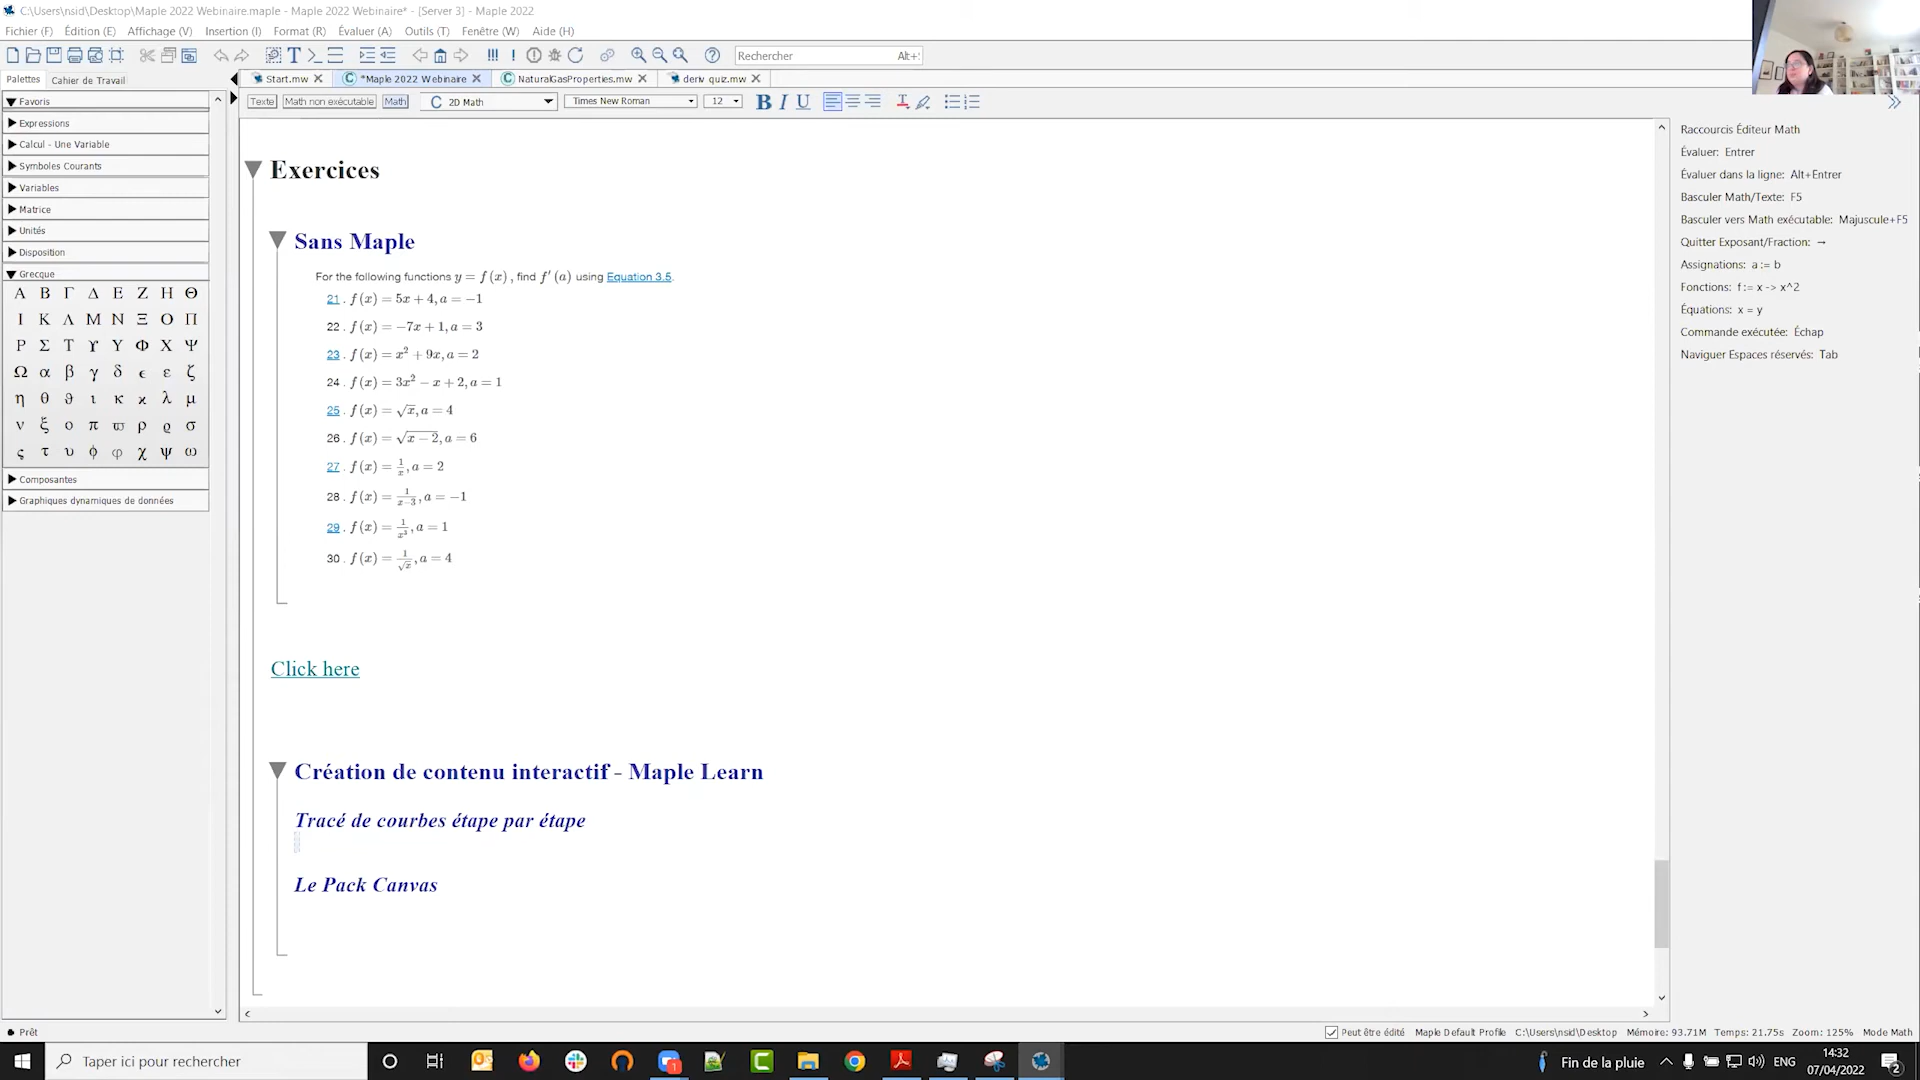 C:\Users\nsid\Desktop\Maple 2022 Webinaire.maple - Maple 2022 Webinaire* - [Server 3] - Maple 2022
Fichier (F) Édition (E) Affichage (V) Insertion (I) Format (R) Évaluer (A) Outils (T) Fenêtre (W) Aide (H)
Rechercher Alt+
Palettes Cahier de Travail
Start.mw *Maple 2022 Webinaire NaturalGasProperties.mw deriv quiz.mw
Texte Math non exécutable Math C 2D Math Times New Roman 12 B I U
Favoris
Expressions
Calcul - Une Variable
Symboles Courants
Variables
Matrice
Unités
Disposition
Grecque
Α Β Γ Δ Ε Ζ Η Θ
Ι Κ Λ Μ Ν Ξ Ο Π
Ρ Σ Τ ϒ Υ Φ Χ Ψ
Ω α β γ δ ϵ ε ζ
η θ ϑ ι κ ϰ λ μ
ν ξ ο π ϖ ρ ϱ σ
ς τ υ ϕ φ χ ψ ω
Composantes
Graphiques dynamiques de données
Exercices
Sans Maple
For the following functions y = f (x) , find f′ (a) using Equation 3.5.
21 . f (x) = 5x + 4, a = −1
22 . f (x) = −7x + 1, a = 3
23 . f (x) = x² + 9x, a = 2
24 . f (x) = 3x² − x + 2, a = 1
25 . f (x) = √x, a = 4
26 . f (x) = √(x − 2), a = 6
27 . f (x) = 1/x, a = 2
28 . f (x) = 1/(x−3), a = −1
29 . f (x) = 1/x³, a = 1
30 . f (x) = 1/√x, a = 4
Click here
Création de contenu interactif - Maple Learn
Tracé de courbes étape par étape
Le Pack Canvas
Raccourcis Éditeur Math
Évaluer: Entrer
Évaluer dans la ligne: Alt+Entrer
Basculer Math/Texte: F5
Basculer vers Math exécutable: Majuscule+F5
Quitter Exposant/Fraction: →
Assignations: a := b
Fonctions: f := x -> x^2
Équations: x = y
Commande exécutée: Échap
Naviguer Espaces réservés: Tab
Prêt
Peut être édité Maple Default Profile C:\Users\nsid\Desktop Mémoire: 93.71M Temps: 21.75s Zoom: 125% Mode Math
Taper ici pour rechercher
Fin de la pluie ENG 14:32
07/04/2022 2